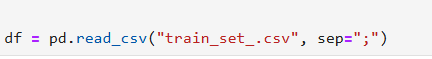 df = pd.read_csv("train_set_.csv", sep=";")